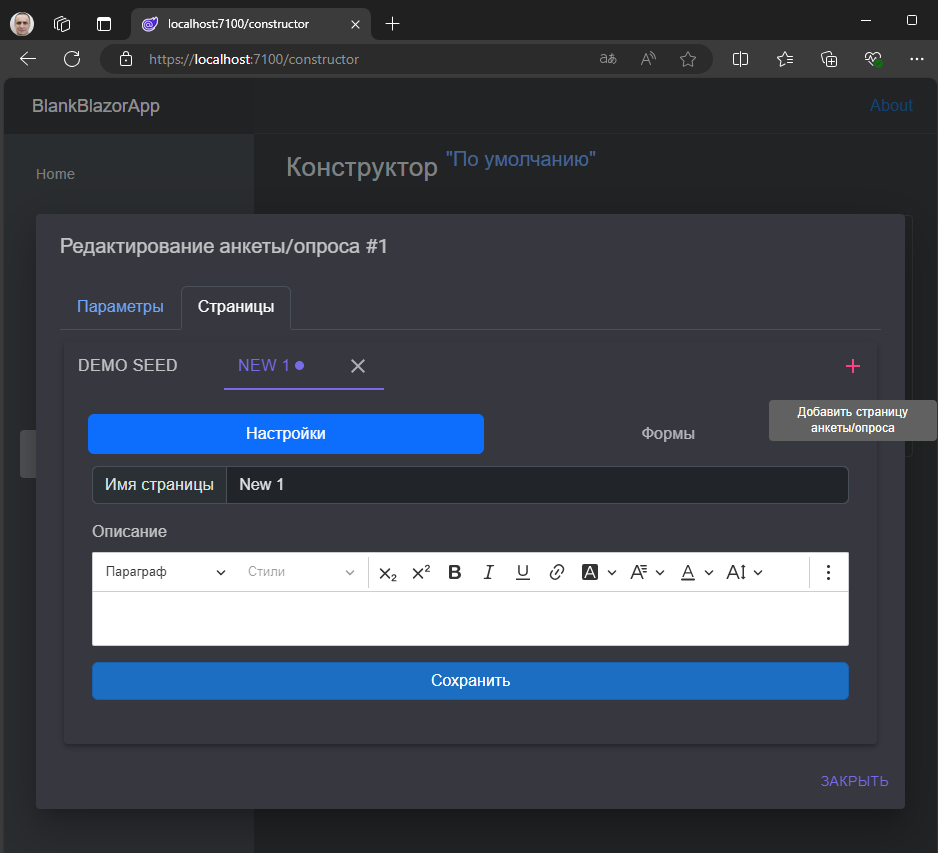 localhost:7100/constructor
https://localhost:7100/constructor
BlankBlazorApp
About
Home
Конструктор "По умолчанию"
Редактирование анкеты/опроса #1
Параметры
Страницы
DEMO SEED
NEW 1
Добавить страницу
анкеты/опроса
Настройки
Формы
Имя страницы
New 1
Описание
Параграф
Стили
Сохранить
ЗАКРЫТЬ